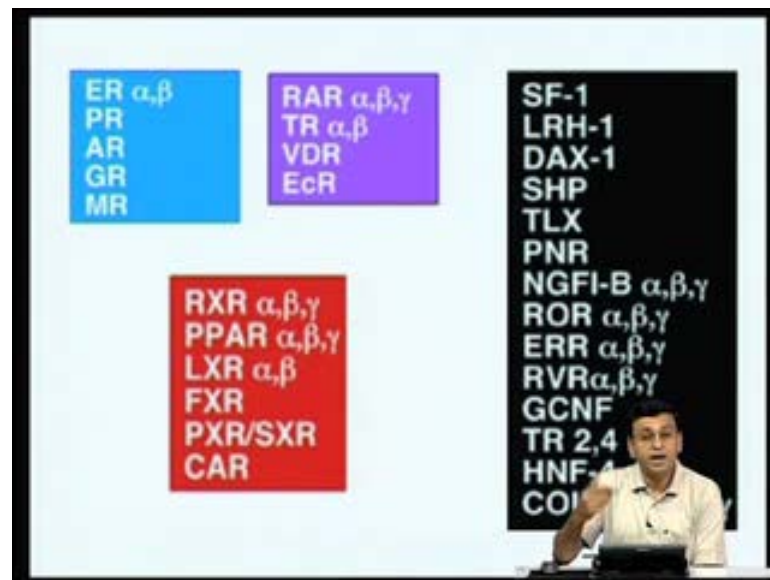 ER α,β
PR
AR
GR
MR
RAR α,β,γ
TR α,β
VDR
EcR
RXR α,β,γ
PPAR α,β,γ
LXR α,β
FXR
PXR/SXR
CAR
SF-1
LRH-1
DAX-1
SHP
TLX
PNR
NGFI-B α,β,γ
ROR α,β,γ
ERR α,β,γ
RVRα,β,γ
GCNF
TR 2,4